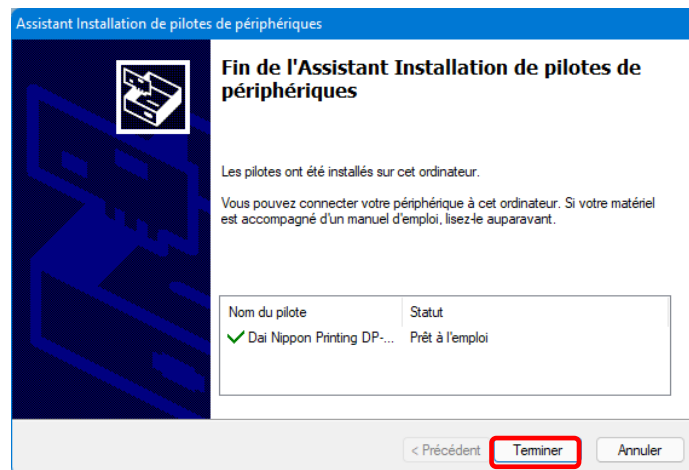 Assistant Installation de pilotes de périphériques
Fin de l'Assistant Installation de pilotes de
périphériques
Les pilotes ont été installés sur cet ordinateur.
Vous pouvez connecter votre périphérique à cet ordinateur. Si votre matériel
est accompagné d'un manuel d'emploi, lisez-le auparavant.
Nom du pilote Statut
Dai Nippon Printing DP-... Prêt à l'emploi
< Précédent Terminer Annuler